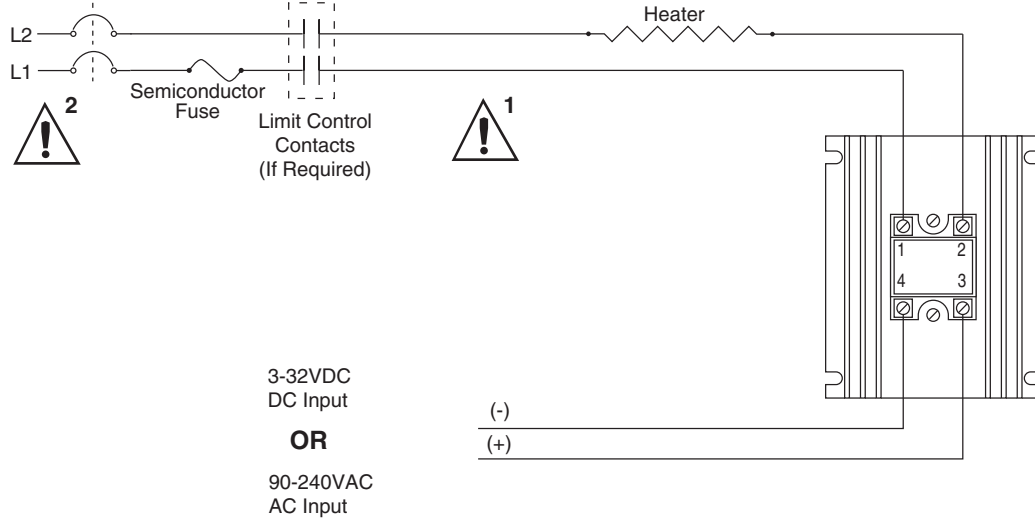 Heater
L2
L1
Semiconductor
Fuse
2
1
Limit Control
Contacts
(If Required)
1
2
4
3
3-32VDC
DC Input
(-)
OR
(+)
90-240VAC
AC Input